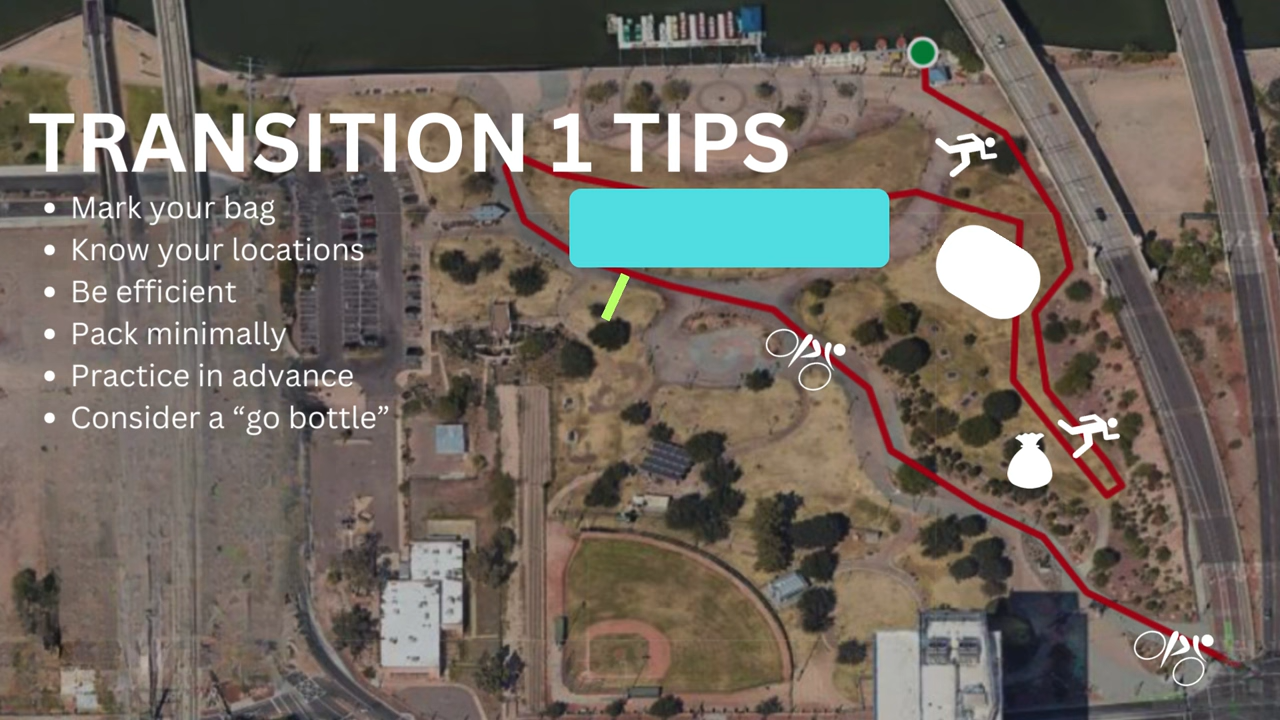 TRANSITION 1 TIPS
• Mark your bag
• Know your locations
• Be efficient
• Pack minimally
• Practice in advance
• Consider a “go bottle”